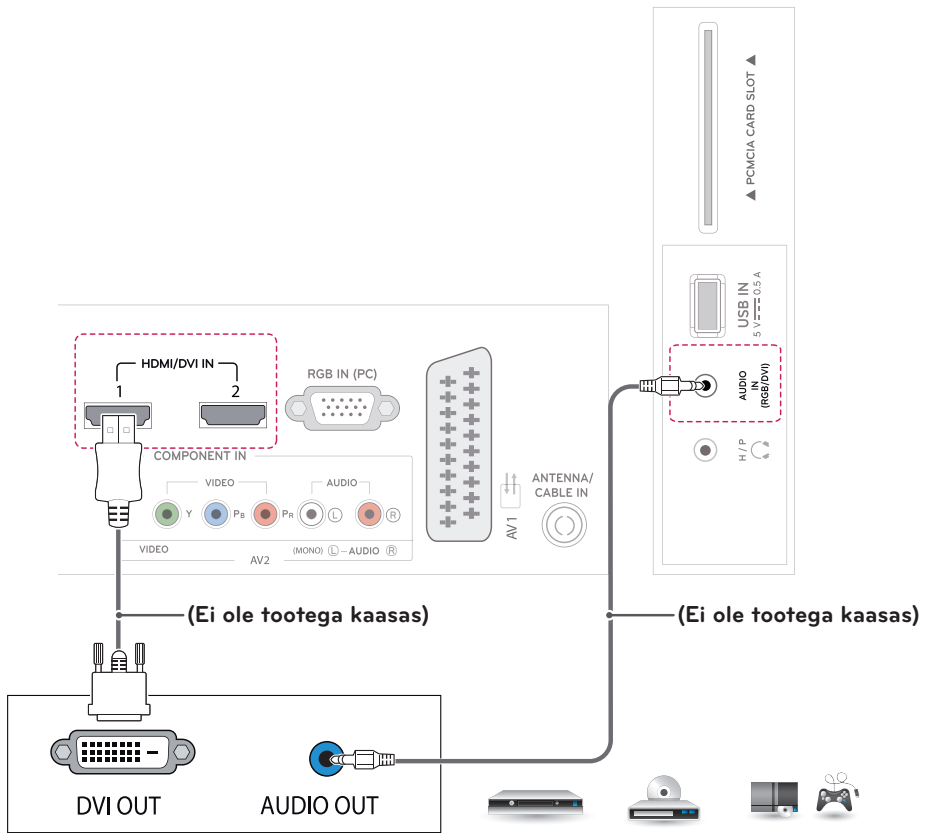 ▲ PCMCIA CARD SLOT ▲
USB IN
5 V 0.5 A
AUDIO
IN
(RGB/DVI)
H / P
HDMI/DVI IN
1
2
RGB IN (PC)
COMPONENT IN
VIDEO
AUDIO
Y
PB
PR
L
R
VIDEO
AV2
(MONO) L – AUDIO R
AV1
ANTENNA/
CABLE IN
(Ei ole tootega kaasas)
(Ei ole tootega kaasas)
DVI OUT
AUDIO OUT